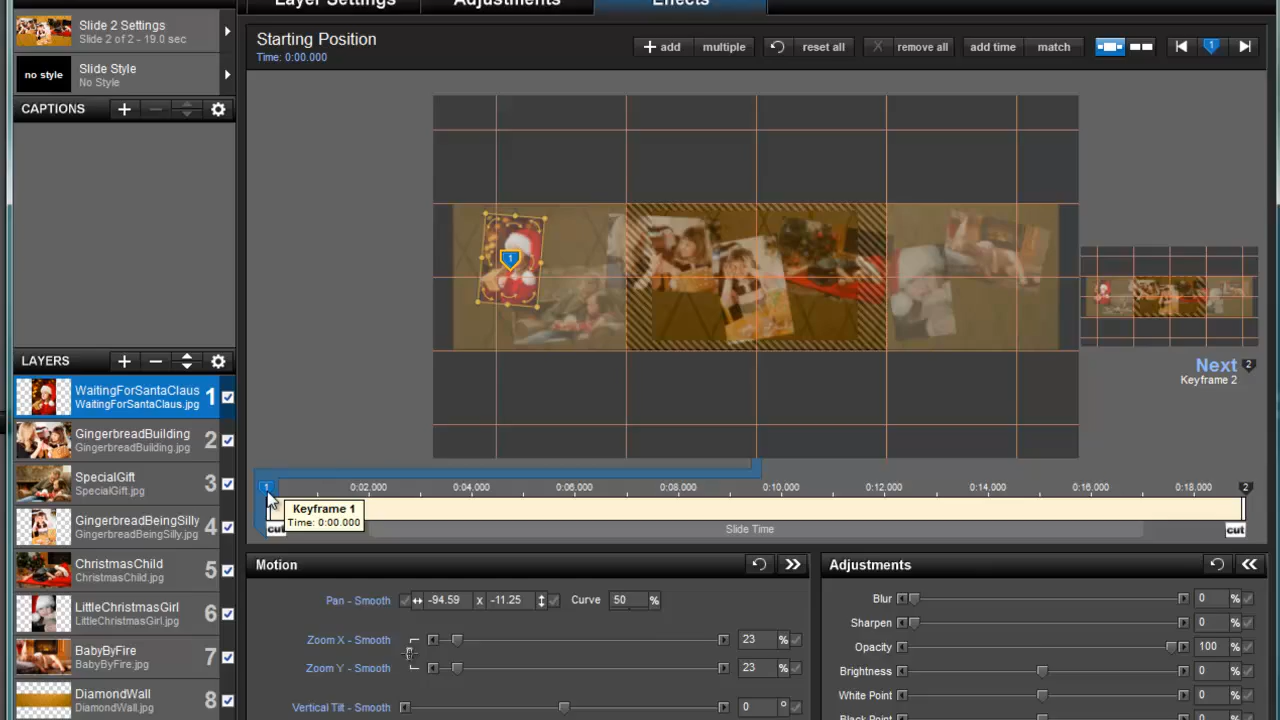 Layer Settings
Adjustments
Effects
Slide 2 Settings
Slide 2 of 2 - 19.0 sec
no style
Slide Style
No Style
CAPTIONS
Starting Position
Time: 0:00.000
add
multiple
reset all
X
remove all
add time
match
1
1
Next 2
Keyframe 2
LAYERS
WaitingForSantaClaus
WaitingForSantaClaus.jpg
1
GingerbreadBuilding
GingerbreadBuilding.jpg
2
SpecialGift
SpecialGift.jpg
3
GingerbreadBeingSilly
GingerbreadBeingSilly.jpg
4
ChristmasChild
ChristmasChild.jpg
5
LittleChristmasGirl
LittleChristmasGirl.jpg
6
BabyByFire
BabyByFire.jpg
7
DiamondWall
DiamondWall.jpg
8
1 0:02.000 0:04.000 0:06.000 0:08.000 0:10.000 0:12.000 0:14.000 0:16.000 0:18.000 2
Keyframe 1
Time: 0:00.000
cut
Slide Time
cut
Motion
Pan - Smooth -94.59 x -11.25 Curve 50 %
Zoom X - Smooth 23 %
Zoom Y - Smooth 23 %
Vertical Tilt - Smooth 0 °
Adjustments
Blur 0 %
Sharpen 0 %
Opacity 100 %
Brightness 0 %
White Point 0 %
Black Point